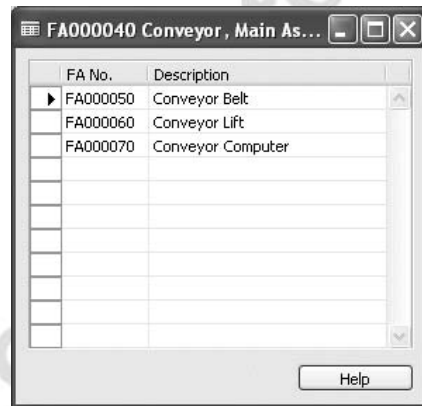 FA000040 Conveyor, Main As...
FA No. Description
FA000050 Conveyor Belt
FA000060 Conveyor Lift
FA000070 Conveyor Computer
Help